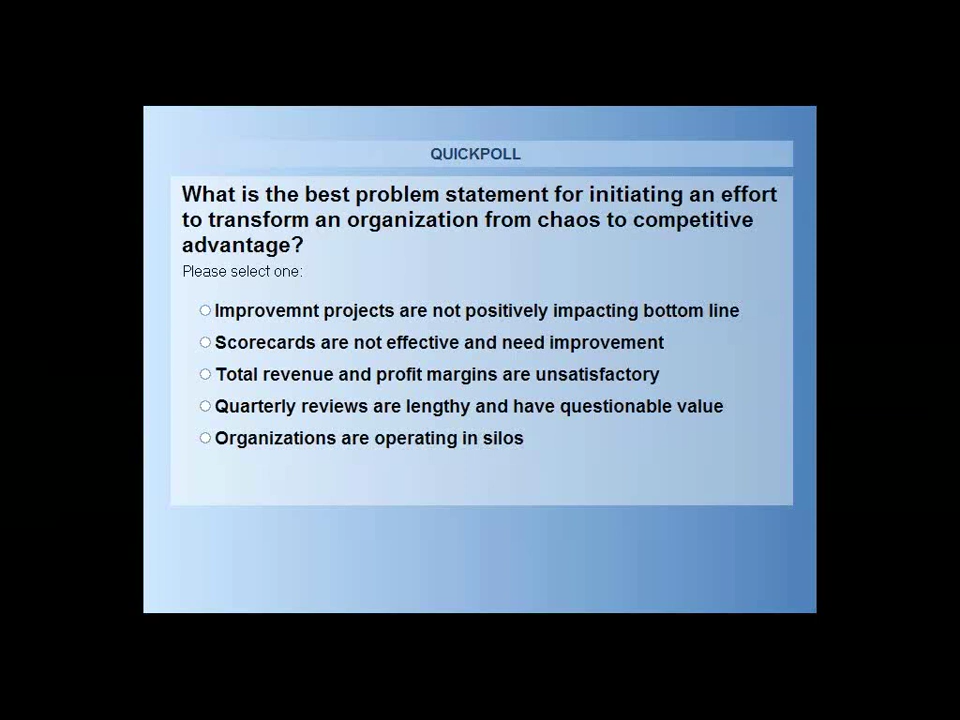 QUICKPOLL
What is the best problem statement for initiating an effort
to transform an organization from chaos to competitive
advantage?
Please select one:
Improvemnt projects are not positively impacting bottom line
Scorecards are not effective and need improvement
Total revenue and profit margins are unsatisfactory
Quarterly reviews are lengthy and have questionable value
Organizations are operating in silos